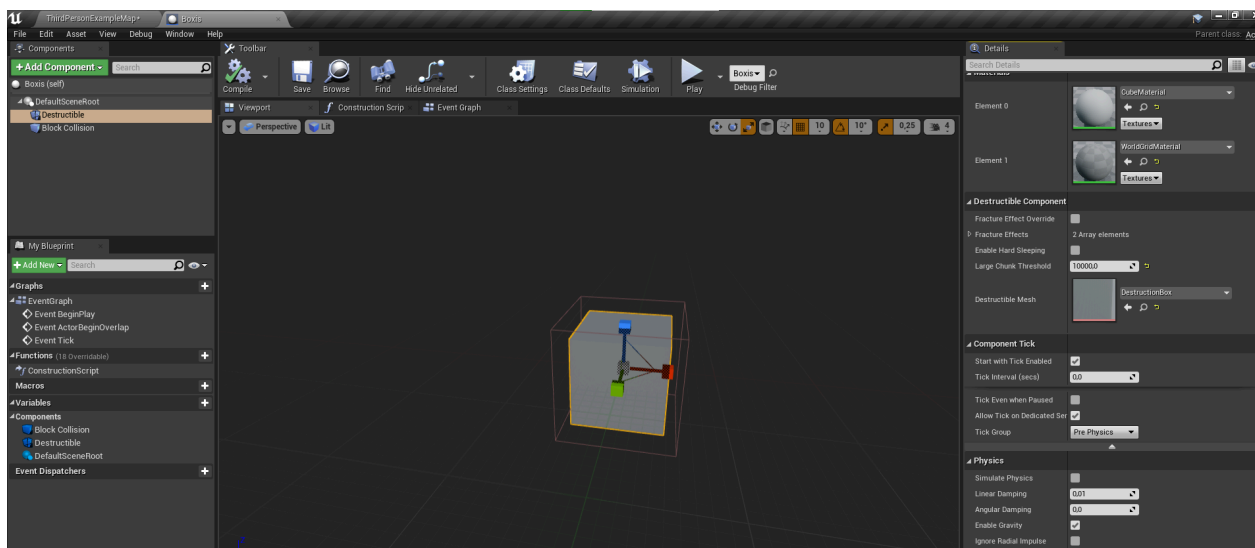 ThirdPersonExampleMap*
Boxis
File Edit Asset View Debug Window Help
Parent class:
Components
+Add Component
Search
Boxis (self)
DefaultSceneRoot
Destructible
Block Collision
My Blueprint
+Add New
Search
Graphs
EventGraph
Event BeginPlay
Event ActorBeginOverlap
Event Tick
Functions (18 Overridable)
ConstructionScript
Macros
Variables
Components
Block Collision
Destructible
DefaultSceneRoot
Event Dispatchers
Toolbar
Compile
Save
Browse
Find
Hide Unrelated
Class Settings
Class Defaults
Simulation
Play
Boxis
Debug Filter
Viewport
Construction Scrip
Event Graph
Perspective
Lit
10
10°
0,25
4
Details
Search Details
Materials
Element 0
CubeMaterial
Textures
Element 1
WorldGridMaterial
Textures
Destructible Component
Fracture Effect Override
Fracture Effects 2 Array elements
Enable Hard Sleeping
Large Chunk Threshold 10000,0
Destructible Mesh
DestructionBox
Component Tick
Start with Tick Enabled
Tick Interval (secs) 0,0
Tick Even when Paused
Allow Tick on Dedicated Ser
Tick Group Pre Physics
Physics
Simulate Physics
Linear Damping 0,01
Angular Damping 0,0
Enable Gravity
Ignore Radial Impulse